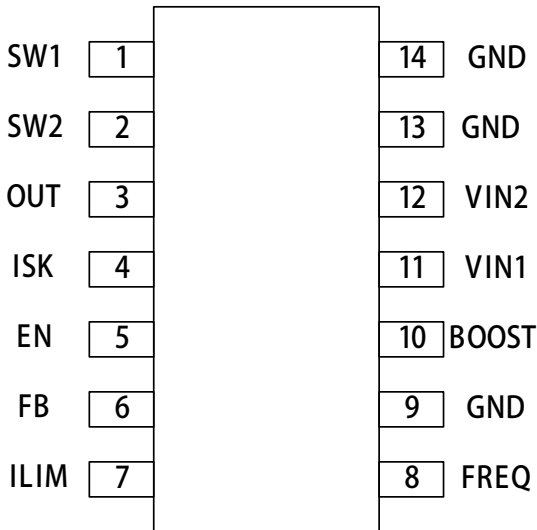 SW1 1 14 GND
SW2 2 13 GND
OUT 3 12 VIN2
ISK 4 11 VIN1
EN 5 10 BOOST
FB 6 9 GND
ILIM 7 8 FREQ